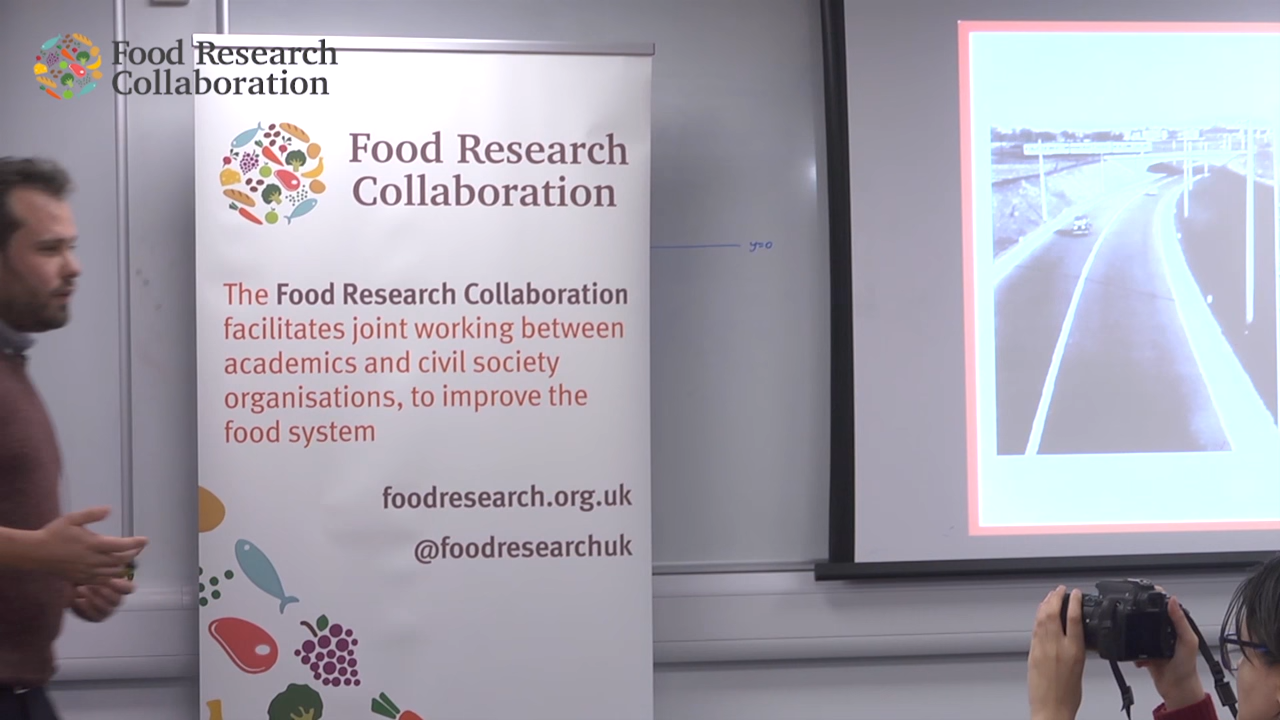 Food Research
Collaboration
Food Research
Collaboration
The Food Research Collaboration
facilitates joint working between
academics and civil society
organisations, to improve the
food system
foodresearch.org.uk
@foodresearchuk
y=0